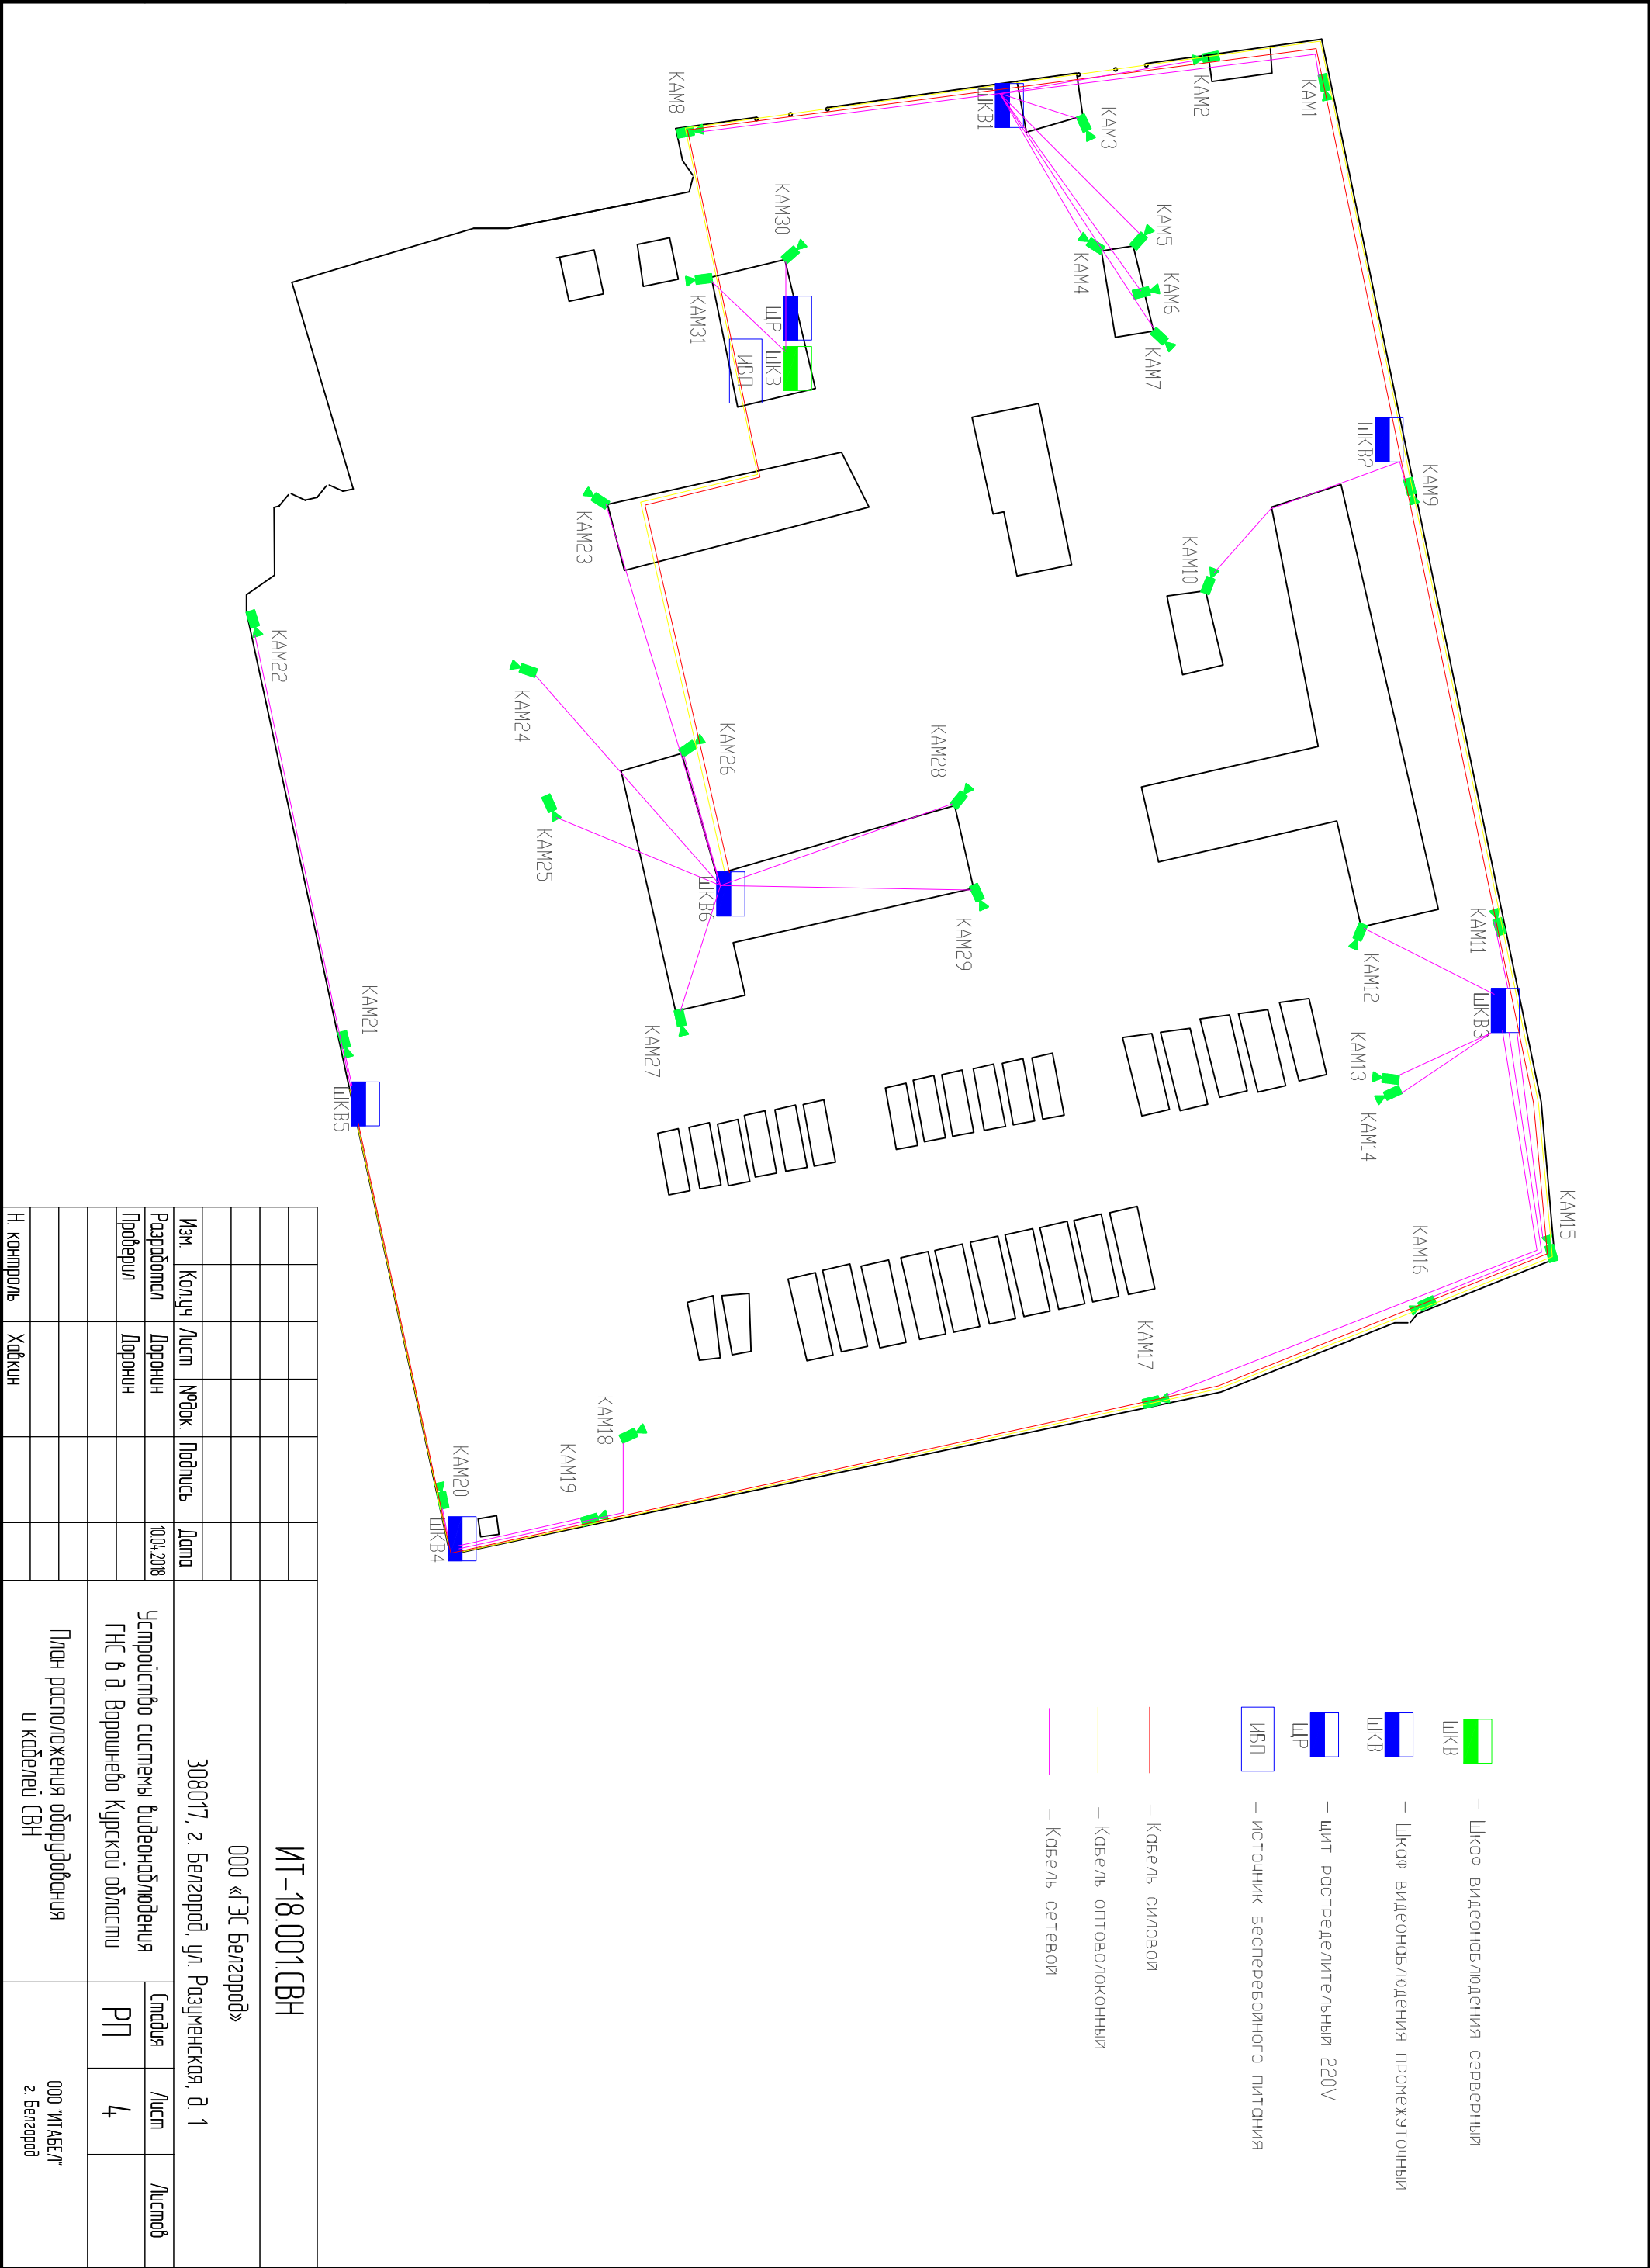 КАМ1
КАМ2
КАМ3
КАМ5
КАМ4
КАМ6
КАМ7
КАМ8
ШКВ1
КАМ30
КАМ31
ЩР
ШКВ
ИБП
ШКВ2
КАМ9
КАМ10
КАМ23
КАМ22
КАМ24
КАМ25
КАМ26
КАМ28
КАМ29
ШКВ6
КАМ27
КАМ11
КАМ12
ШКВ3
КАМ13
КАМ14
КАМ15
КАМ16
КАМ17
КАМ18
КАМ19
КАМ20
ШКВ4
КАМ21
ШКВ5
ШКВ – Шкаф видеонаблюдения серверный
ШКВ – Шкаф видеонаблюдения промежуточный
ЩР – щит распределительный 220V
ИБП – источник бесперебойного питания
– Кабель силовой
– Кабель оптоволоконный
– Кабель сетевой
ИТ-18.001.СВН
ООО «ГЭС Белгород»
308017, г. Белгород, ул. Разуменская, д. 1
Изм. Кол.уч Лист №док. Подпись Дата
Разработал Доронин 10.04.2018
Проверил Доронин
Н. контроль Хавкин
Устройство системы видеонаблюдения
ГНС в д. Ворошнево Курской области
Стадия Лист Листов
РП 4
План расположения оборудования
и кабелей СВН
ООО "ИТАБЕЛ"
г. Белгород